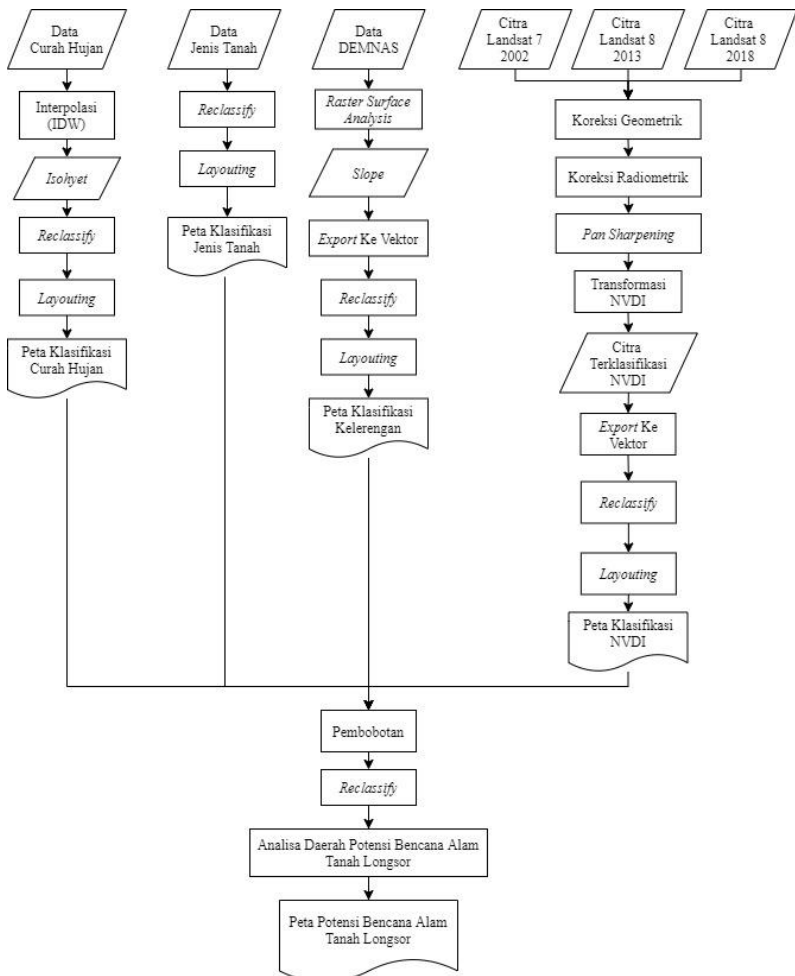 Data
Curah Hujan
Interpolasi
(IDW)
Isohyet
Reclassify
Layouting
Peta Klasifikasi
Curah Hujan
Data
Jenis Tanah
Reclassify
Layouting
Peta Klasifikasi
Jenis Tanah
Data
DEMNAS
Raster Surface
Analysis
Slope
Export Ke Vektor
Reclassify
Layouting
Peta Klasifikasi
Kelerengan
Citra
Landsat 7
2002
Citra
Landsat 8
2013
Citra
Landsat 8
2018
Koreksi Geometrik
Koreksi Radiometrik
Pan Sharpening
Transformasi
NVDI
Citra
Terklasifikasi
NVDI
Export Ke
Vektor
Reclassify
Layouting
Peta Klasifikasi
NVDI
Pembobotan
Reclassify
Analisa Daerah Potensi Bencana Alam
Tanah Longsor
Peta Potensi Bencana Alam
Tanah Longsor